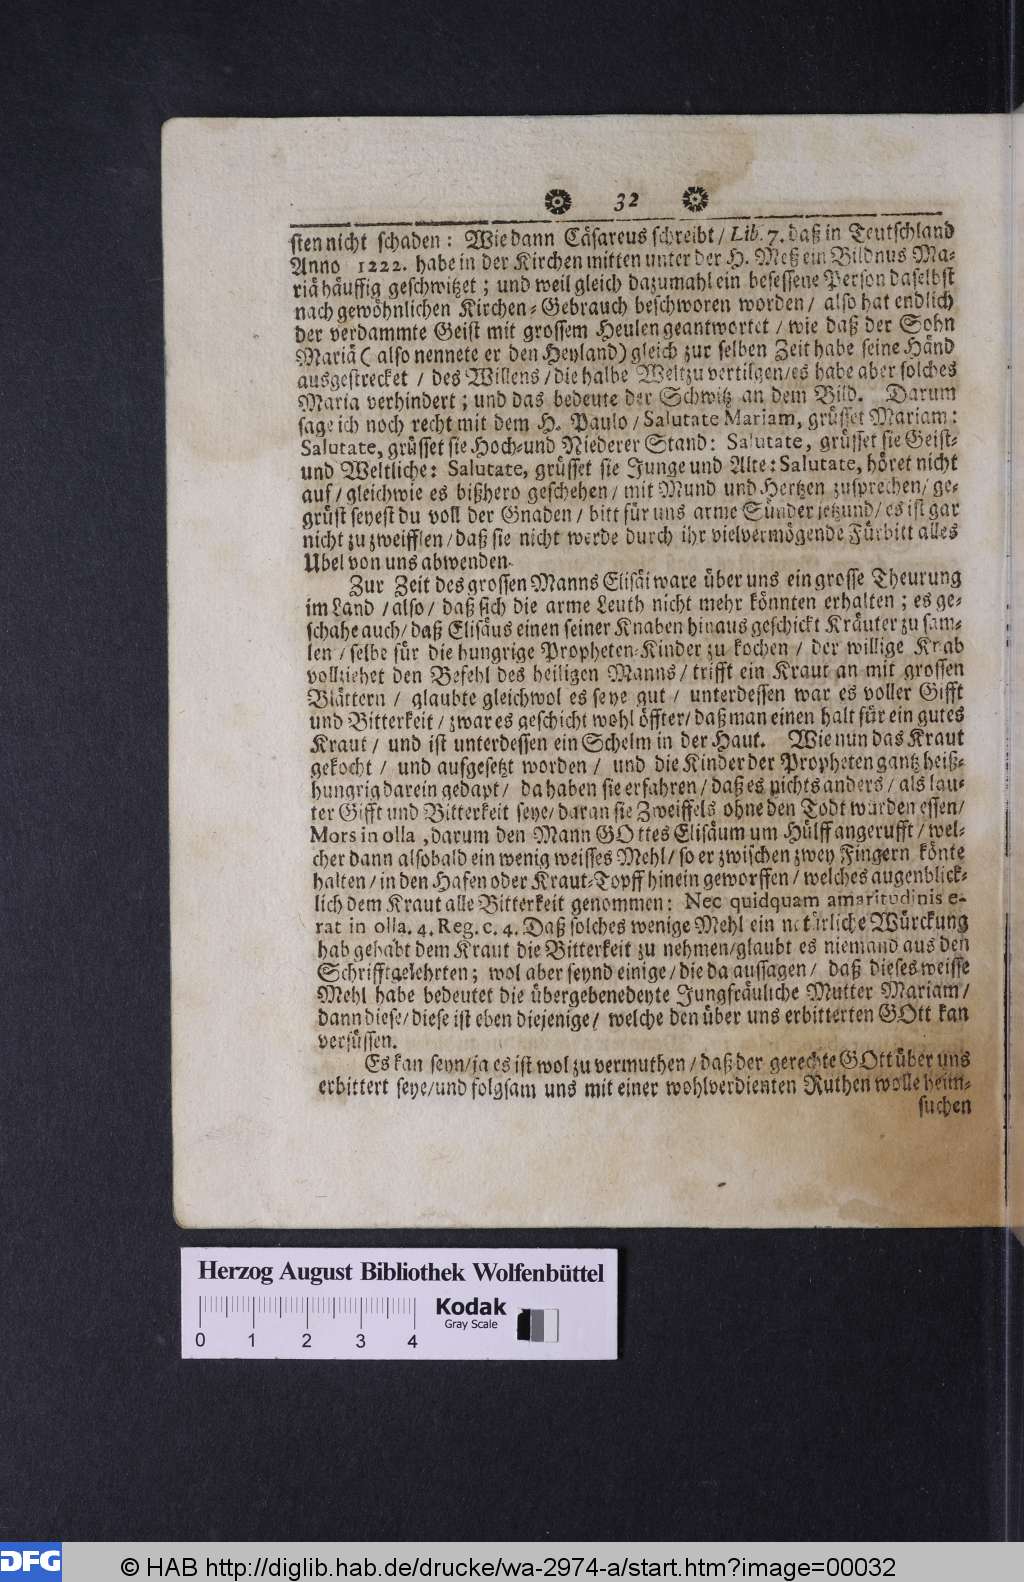 32
sten nicht schaden: Wie dann Cäsareus schreibt/ Lib. 7. daß in Teutschland
Anno 1222. habe in der Kirchen mitten unter der H. Meß ein Bildnus Ma-
riä häuffig geschwitzet; und weil gleich dazumahl ein besessene Person daselbst
nach gewöhnlichen Kirchen-Gebrauch beschworen worden/ also hat endlich
der verdammte Geist mit grossem Heulen geantwortet/ wie daß der Sohn
Mariä (also nennete er den Heyland) gleich zur selben Zeit habe seine Händ
ausgestrecket/ des Willens/ die halbe Welt zu vertilgen/ es habe aber solches
Maria verhindert; und das bedeute der Schwitz an dem Bild. Darum
sage ich noch recht mit dem H. Paulo/ Salutate Mariam, grüsset Mariam:
Salutate, grüsset sie Hoch- und Niederer Stand: Salutate, grüsset sie Geist-
und Weltliche: Salutate, grüsset sie Junge und Alte: Salutate, höret nicht
auf/ gleichwie es bißhero geschehen/ mit Mund und Hertzen zusprechen/ ge-
grüst seyest du voll der Gnaden/ bitt für uns arme Sünder jetzund/ es ist gar
nicht zu zweifflen/ daß sie nicht werde durch ihr vielvermögende Fürbitt alles
Ubel von uns abwenden.
Zur Zeit des grossen Manns Elisäi ware über uns ein grosse Theurung
im Land/ also/ daß sich die arme Leuth nicht mehr könnten erhalten; es ge-
schahe auch/ daß Elisäus einen seiner Knaben hinaus geschickt Kräuter zu sam-
len/ selbe für die hungrige Propheten-Kinder zu kochen/ der willige Knab
vollziehet den Befehl des heiligen Manns/ trifft ein Kraut an mit grossen
Blättern/ glaubte gleichwol es seye gut/ unterdessen war es voller Gifft
und Bitterkeit/ zwar es geschicht wohl öffter/ daß man einen halt für ein gutes
Kraut/ und ist unterdessen ein Schelm in der Haut. Wie nun das Kraut
gekocht/ und aufgesetzt worden/ und die Kinder der Propheten gantz heiß-
hungrig darein gedapt/ da haben sie erfahren/ daß es nichts anders/ als lau-
ter Gifft und Bitterkeit seye/ daran sie Zweiffels ohne den Todt wurden essen/
Mors in olla, darum den Mann GOttes Elisäum um Hülff angerufft/ wel-
cher dann alsobald ein wenig weisses Mehl/ so er zwischen zwey Fingern könte
halten/ in den Hafen oder Kraut-Topff hinein geworffen/ welches augenblick-
lich dem Kraut alle Bitterkeit genommen: Nec quidquam amaritudinis e-
rat in olla. 4. Reg. c. 4. Daß solches wenige Mehl ein natürliche Würckung
hab gehabt dem Kraut die Bitterkeit zu nehmen/ glaubt es niemand aus den
Schrifftgelehrten; wol aber seynd einige/ die da aussagen/ daß dieses weisse
Mehl habe bedeutet die übergebenedeyte Jungfräuliche Mutter Mariam/
dann diese/ diese ist eben diejenige/ welche den über uns erbitterten GOtt kan
versüssen.
Es kan seyn/ ja es ist wol zu vermuthen/ daß der gerechte GOtt über uns
erbittert seye/ und folgsam uns mit einer wohlverdienten Ruthen wolle heim-
suchen
Herzog August Bibliothek Wolfenbüttel
0 1 2 3 4
Kodak
Gray Scale
DFG
© HAB http://diglib.hab.de/drucke/wa-2974-a/start.htm?image=00032